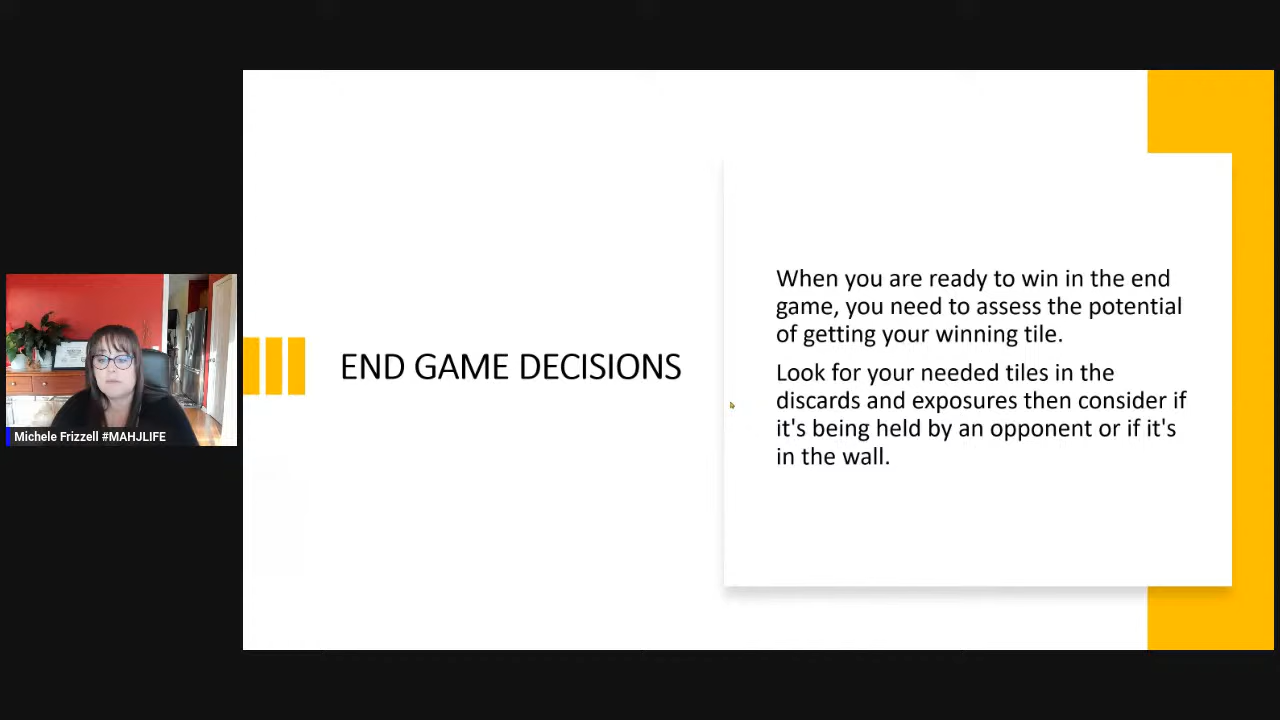 END GAME DECISIONS
When you are ready to win in the end
game, you need to assess the potential
of getting your winning tile.
Look for your needed tiles in the
discards and exposures then consider if
it's being held by an opponent or if it's
in the wall.
Michele Frizzell #MAHJLIFE